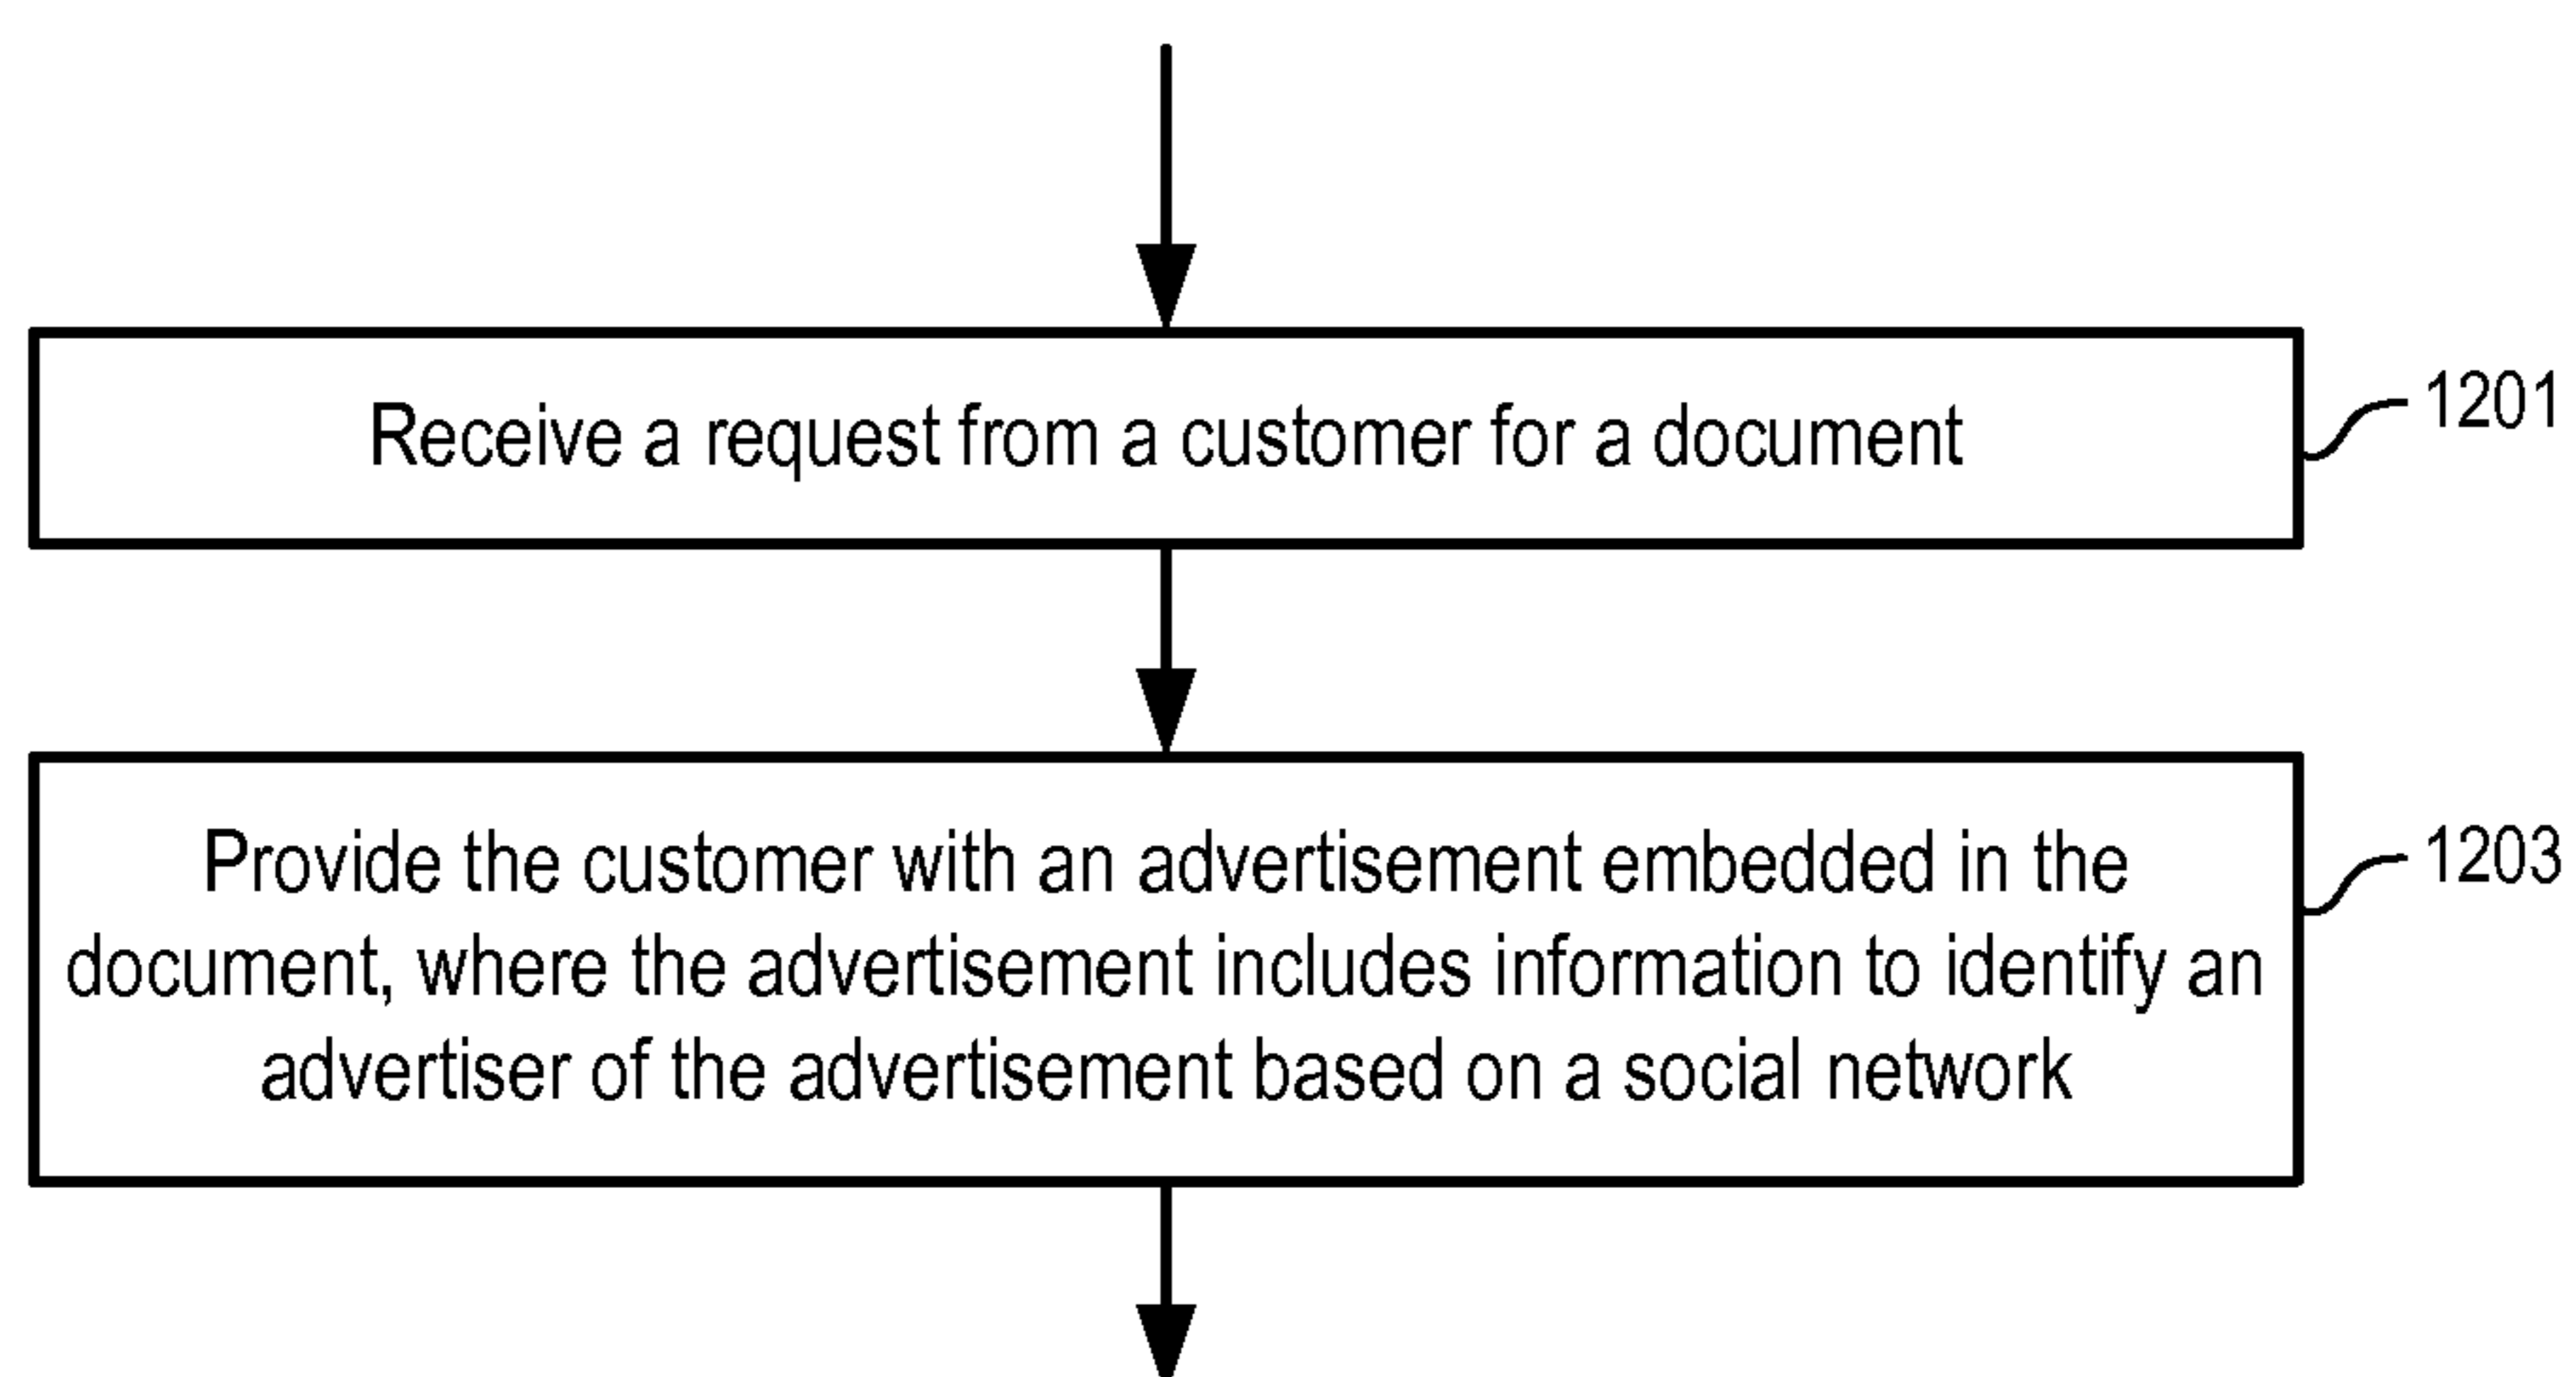 Receive a request from a customer for a document
1201
Provide the customer with an advertisement embedded in the
document, where the advertisement includes information to identify an
advertiser of the advertisement based on a social network
1203